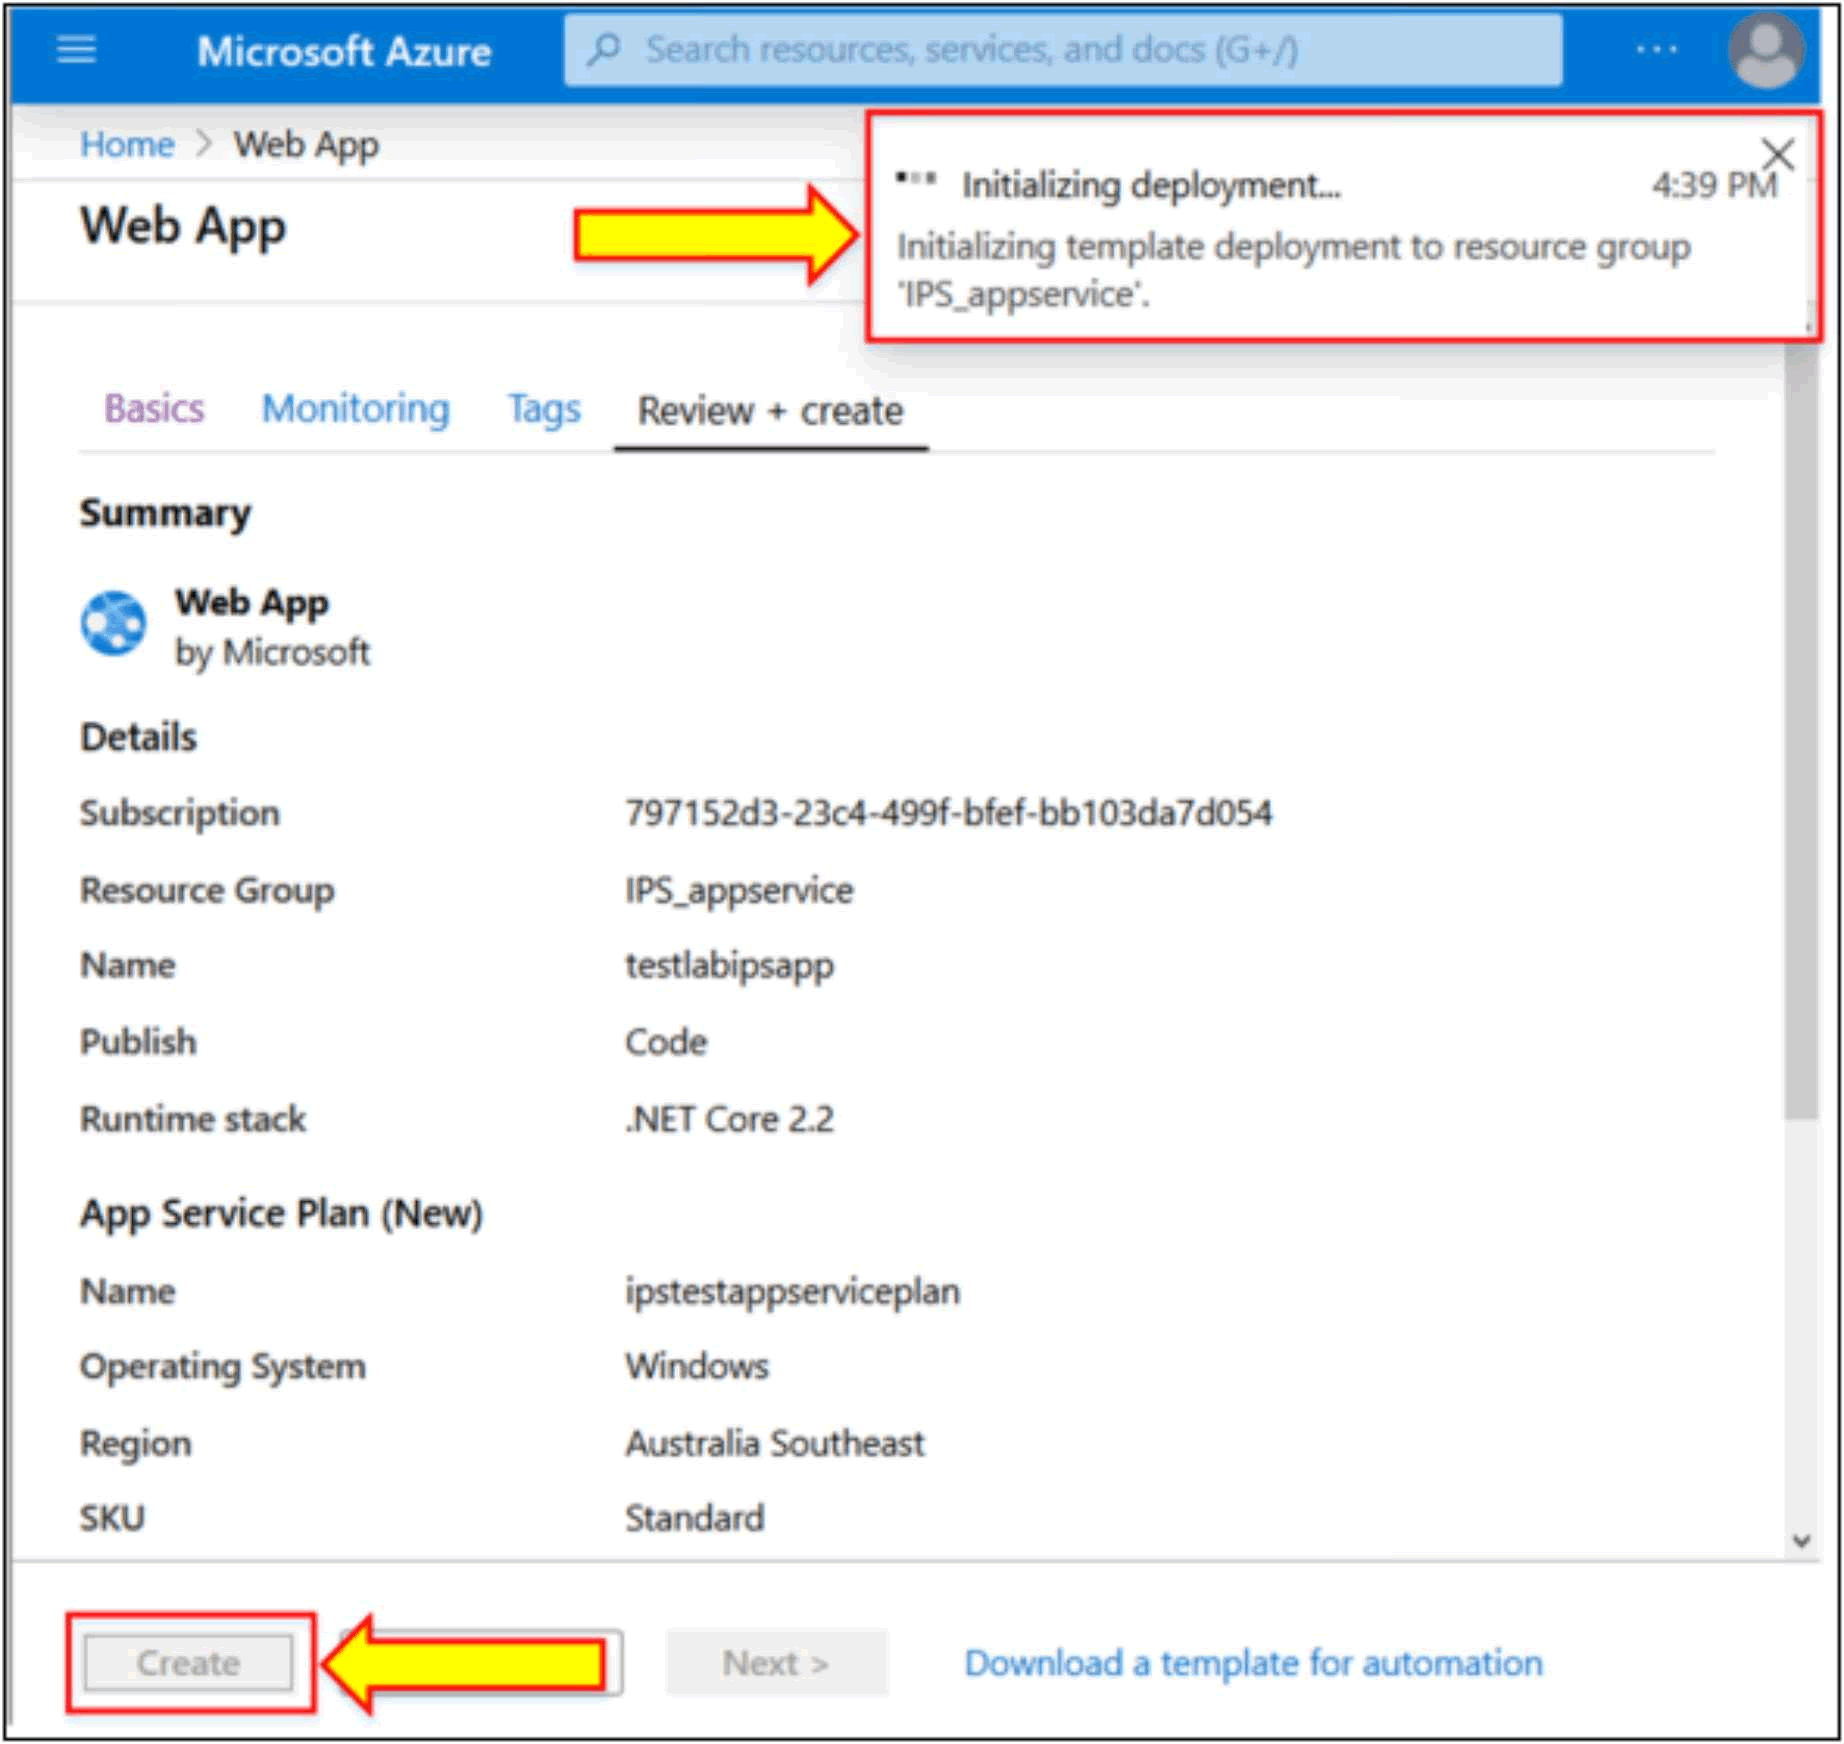 Microsoft Azure
Search resources, services, and docs (G+/)
...
Home > Web App
Web App
Initializing deployment...
4:39 PM
Initializing template deployment to resource group
'IPS_appservice'.
Basics
Monitoring
Tags
Review + create
Summary
Web App
by Microsoft
Details
Subscription
797152d3-23c4-499f-bfef-bb103da7d054
Resource Group
IPS_appservice
Name
testlabipsapp
Publish
Code
Runtime stack
.NET Core 2.2
App Service Plan (New)
Name
ipstestappserviceplan
Operating System
Windows
Region
Australia Southeast
SKU
Standard
Create
Next >
Download a template for automation